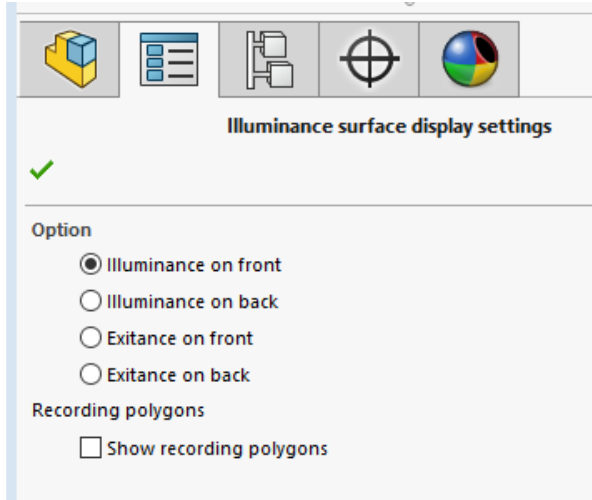 Illuminance surface display settings
Option
Illuminance on front
Illuminance on back
Exitance on front
Exitance on back
Recording polygons
Show recording polygons